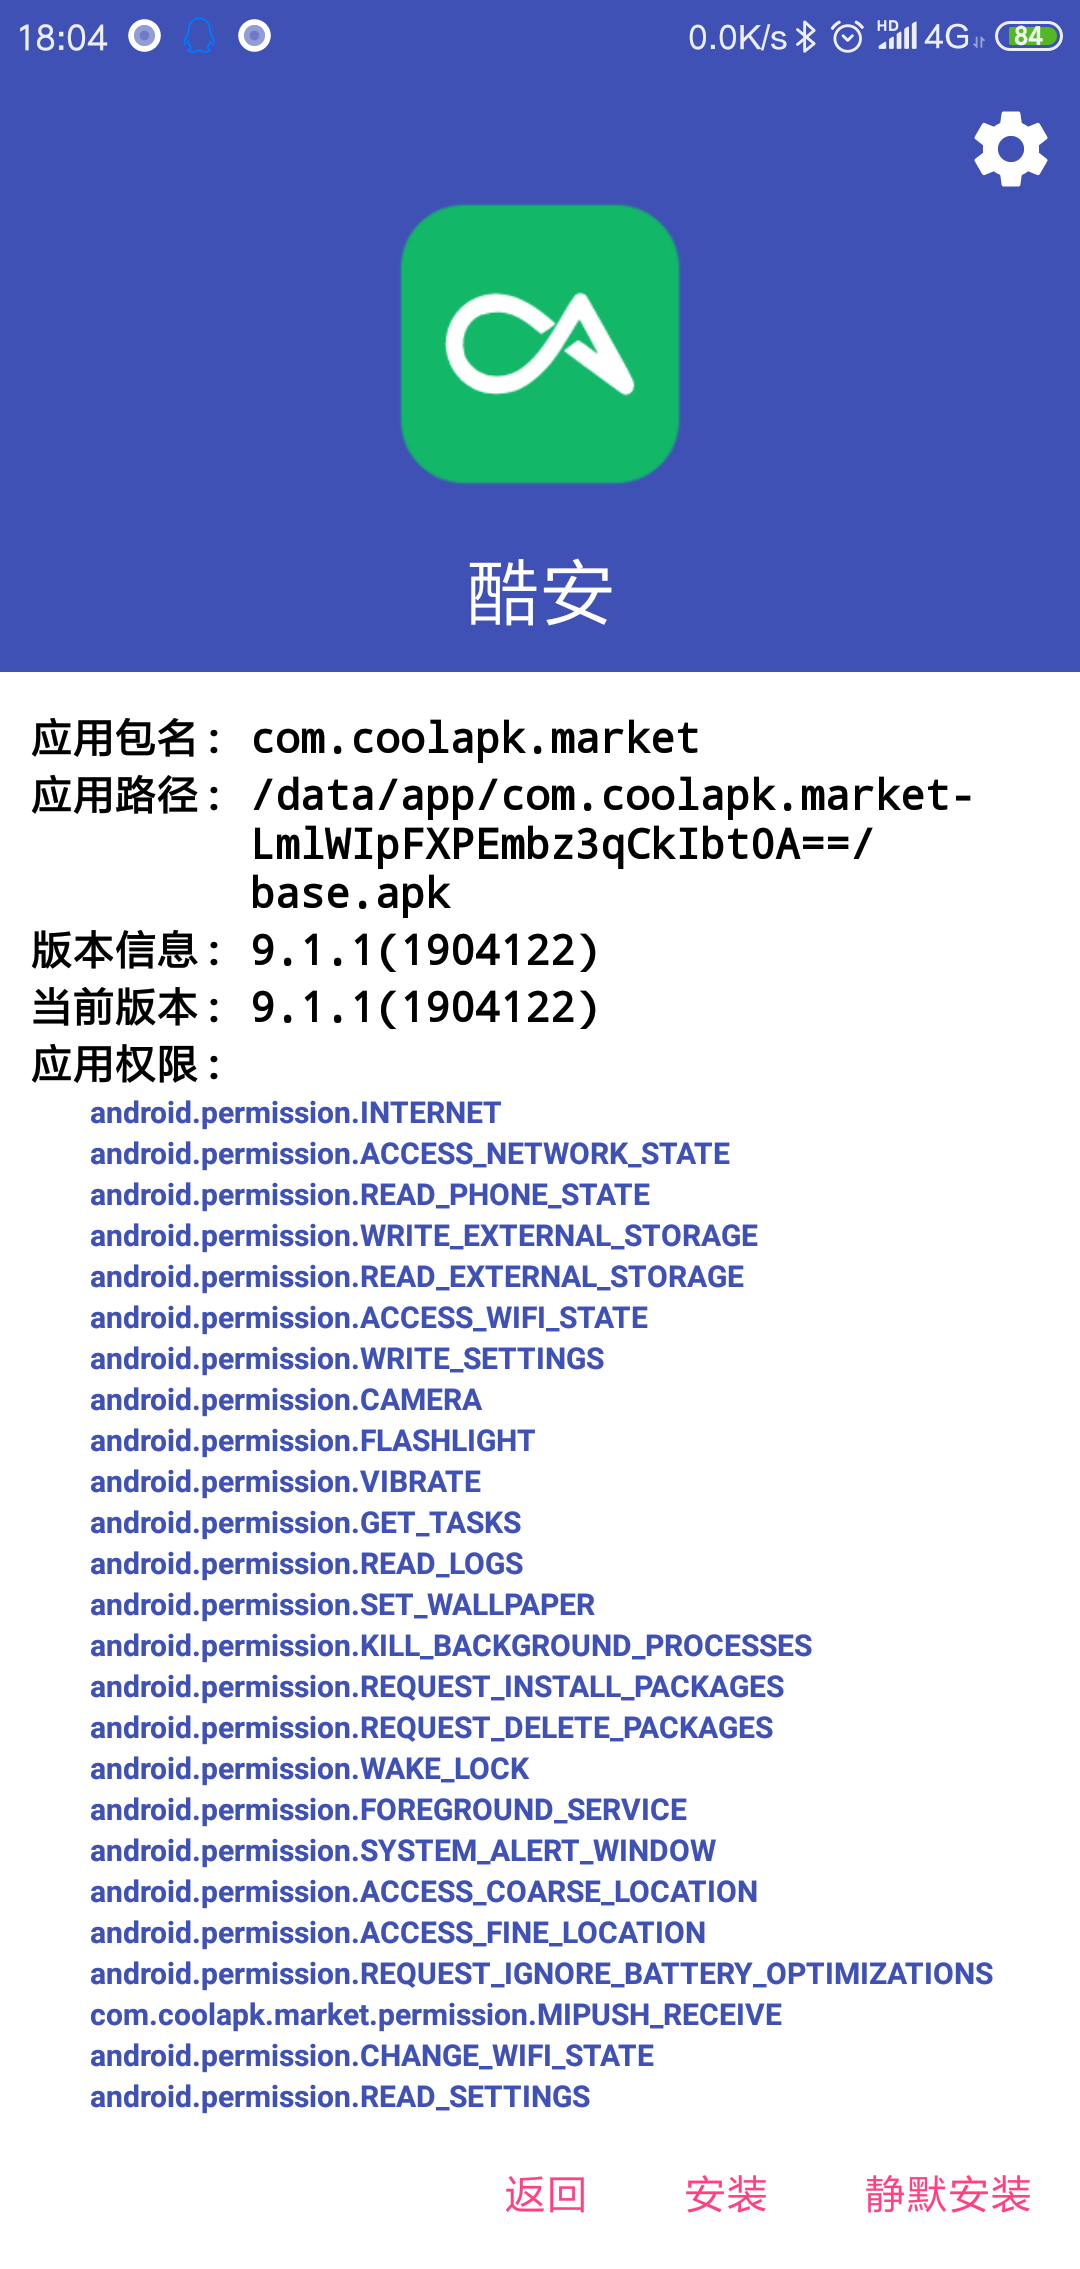 18:04 0.0K/s HD 4G 84
酷安
应用包名: com.coolapk.market
应用路径: /data/app/com.coolapk.market-
LmlWIpFXPEmbz3qCkIbt0A==/
base.apk
版本信息: 9.1.1(1904122)
当前版本: 9.1.1(1904122)
应用权限:
android.permission.INTERNET
android.permission.ACCESS_NETWORK_STATE
android.permission.READ_PHONE_STATE
android.permission.WRITE_EXTERNAL_STORAGE
android.permission.READ_EXTERNAL_STORAGE
android.permission.ACCESS_WIFI_STATE
android.permission.WRITE_SETTINGS
android.permission.CAMERA
android.permission.FLASHLIGHT
android.permission.VIBRATE
android.permission.GET_TASKS
android.permission.READ_LOGS
android.permission.SET_WALLPAPER
android.permission.KILL_BACKGROUND_PROCESSES
android.permission.REQUEST_INSTALL_PACKAGES
android.permission.REQUEST_DELETE_PACKAGES
android.permission.WAKE_LOCK
android.permission.FOREGROUND_SERVICE
android.permission.SYSTEM_ALERT_WINDOW
android.permission.ACCESS_COARSE_LOCATION
android.permission.ACCESS_FINE_LOCATION
android.permission.REQUEST_IGNORE_BATTERY_OPTIMIZATIONS
com.coolapk.market.permission.MIPUSH_RECEIVE
android.permission.CHANGE_WIFI_STATE
android.permission.READ_SETTINGS
返回 安装 静默安装